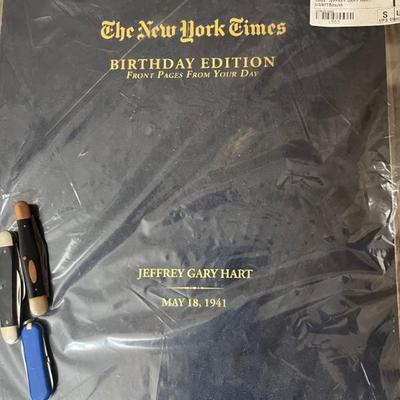 The New York Times
BIRTHDAY EDITION
FRONT PAGES FROM YOUR DAY
JEFFREY GARY HART
MAY 18, 1941